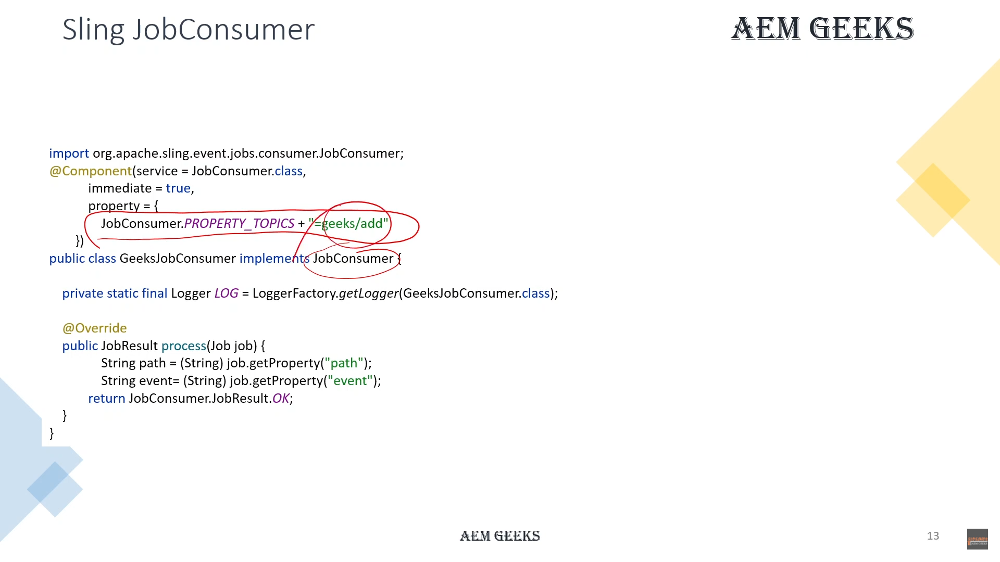 Sling JobConsumer
AEM GEEKS
import org.apache.sling.event.jobs.consumer.JobConsumer;
@Component(service = JobConsumer.class,
immediate = true,
property = {
JobConsumer.PROPERTY_TOPICS + "=geeks/add"
})
public class GeeksJobConsumer implements JobConsumer {
private static final Logger LOG = LoggerFactory.getLogger(GeeksJobConsumer.class);
@Override
public JobResult process(Job job) {
String path = (String) job.getProperty("path");
String event= (String) job.getProperty("event");
return JobConsumer.JobResult.OK;
}
}
AEM GEEKS
13
AEM GEEKS